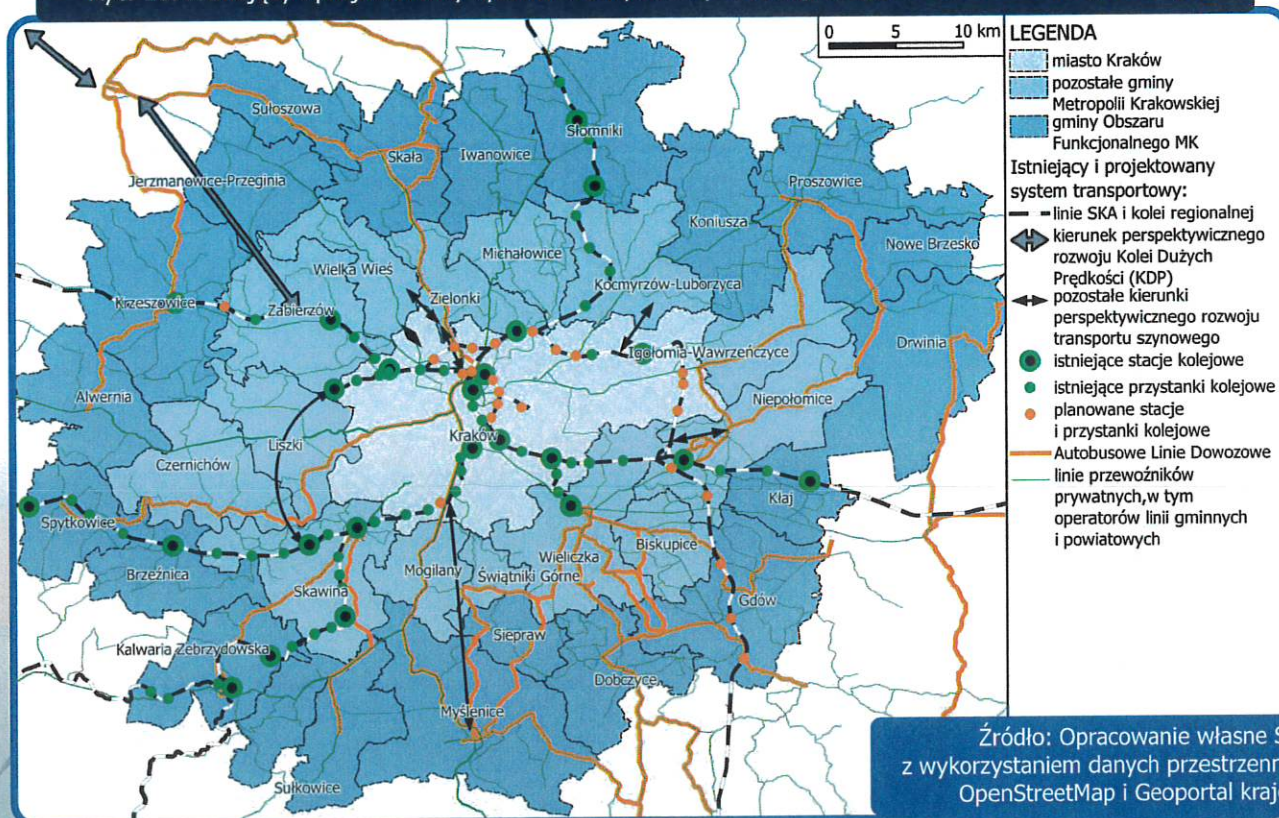 0 5 10 km
LEGENDA
miasto Kraków
pozostałe gminy
Metropolii Krakowskiej
gminy Obszaru
Funkcjonalnego MK
Istniejący i projektowany
system transportowy:
linie SKA i kolei regionalnej
kierunek perspektywicznego
rozwoju Kolei Dużych
Prędkości (KDP)
pozostałe kierunki
perspektywicznego rozwoju
transportu szynowego
istniejące stacje kolejowe
istniejące przystanki kolejowe
planowane stacje
i przystanki kolejowe
Autobusowe Linie Dowozowe
linie przewoźników
prywatnych,w tym
operatorów linii gminnych
i powiatowych
Sułoszowa
Słomniki
Skała
Iwanowice
Jerzmanowice-Przeginia
Proszowice
Koniusza
Nowe Brzesko
Michałowice
Wielka Wieś
Kocmyrzów-Luborzyca
Zielonki
Krzeszowice
Zabierzów
Drwinia
Igołomia-Wawrzeńczyce
Alwernia
Niepołomice
Kraków
Liszki
Czernichów
Kłaj
Spytkowice
Biskupice
Wieliczka
Brzeźnica
Mogilany
Świątniki Górne
Skawina
Gdów
Siepraw
Kalwaria Zebrzydowska
Dobczyce
Myślenice
Sułkowice
Źródło: Opracowanie własne
z wykorzystaniem danych
OpenStreetMap i Geoportal